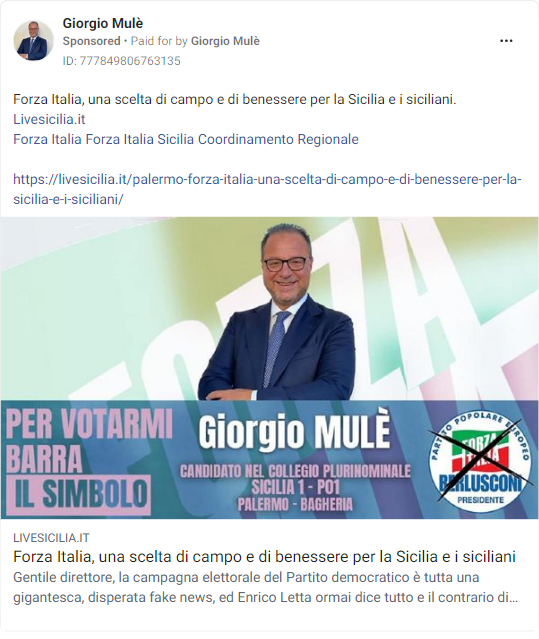 Giorgio Mulè
Sponsored • Paid for by Giorgio Mulè
ID: 777849806763135
Forza Italia, una scelta di campo e di benessere per la Sicilia e i siciliani.
Livesicilia.it
Forza Italia Forza Italia Sicilia Coordinamento Regionale
https://livesicilia.it/palermo-forza-italia-una-scelta-di-campo-e-di-benessere-per-la-
sicilia-e-i-siciliani/
FORZA
PER VOTARMI
BARRA
IL SIMBOLO
Giorgio MULÈ
CANDIDATO NEL COLLEGIO PLURINOMINALE
SICILIA 1 - P01
PALERMO - BAGHERIA
PARTITO POPOLARE EUROPEO
FORZA
ITALIA
BERLUSCONI
PRESIDENTE
LIVESICILIA.IT
Forza Italia, una scelta di campo e di benessere per la Sicilia e i siciliani
Gentile direttore, la campagna elettorale del Partito democratico è tutta una
gigantesca, disperata fake news, ed Enrico Letta ormai dice tutto e il contrario di...